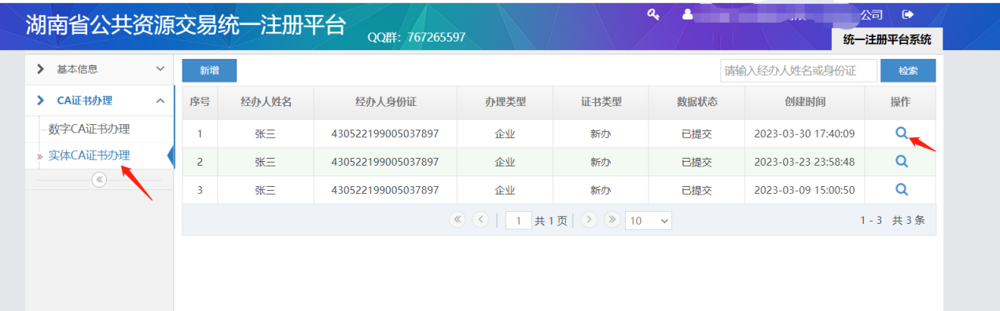 湖南省公共资源交易统一注册平台
QQ群: 767265597
公司
统一注册平台系统
基本信息
CA证书办理
数字CA证书办理
实体CA证书办理
新增
请输入经办人姓名或身份证
检索
序号 经办人姓名 经办人身份证 办理类型 证书类型 数据状态 创建时间 操作
1 张三 430522199005037897 企业 新办 已提交 2023-03-30 17:40:09
2 张三 430522199005037897 企业 新办 已提交 2023-03-23 23:58:48
3 张三 430522199005037897 企业 新办 已提交 2023-03-09 15:00:50
1 共 1 页 10 1 - 3 共 3 条